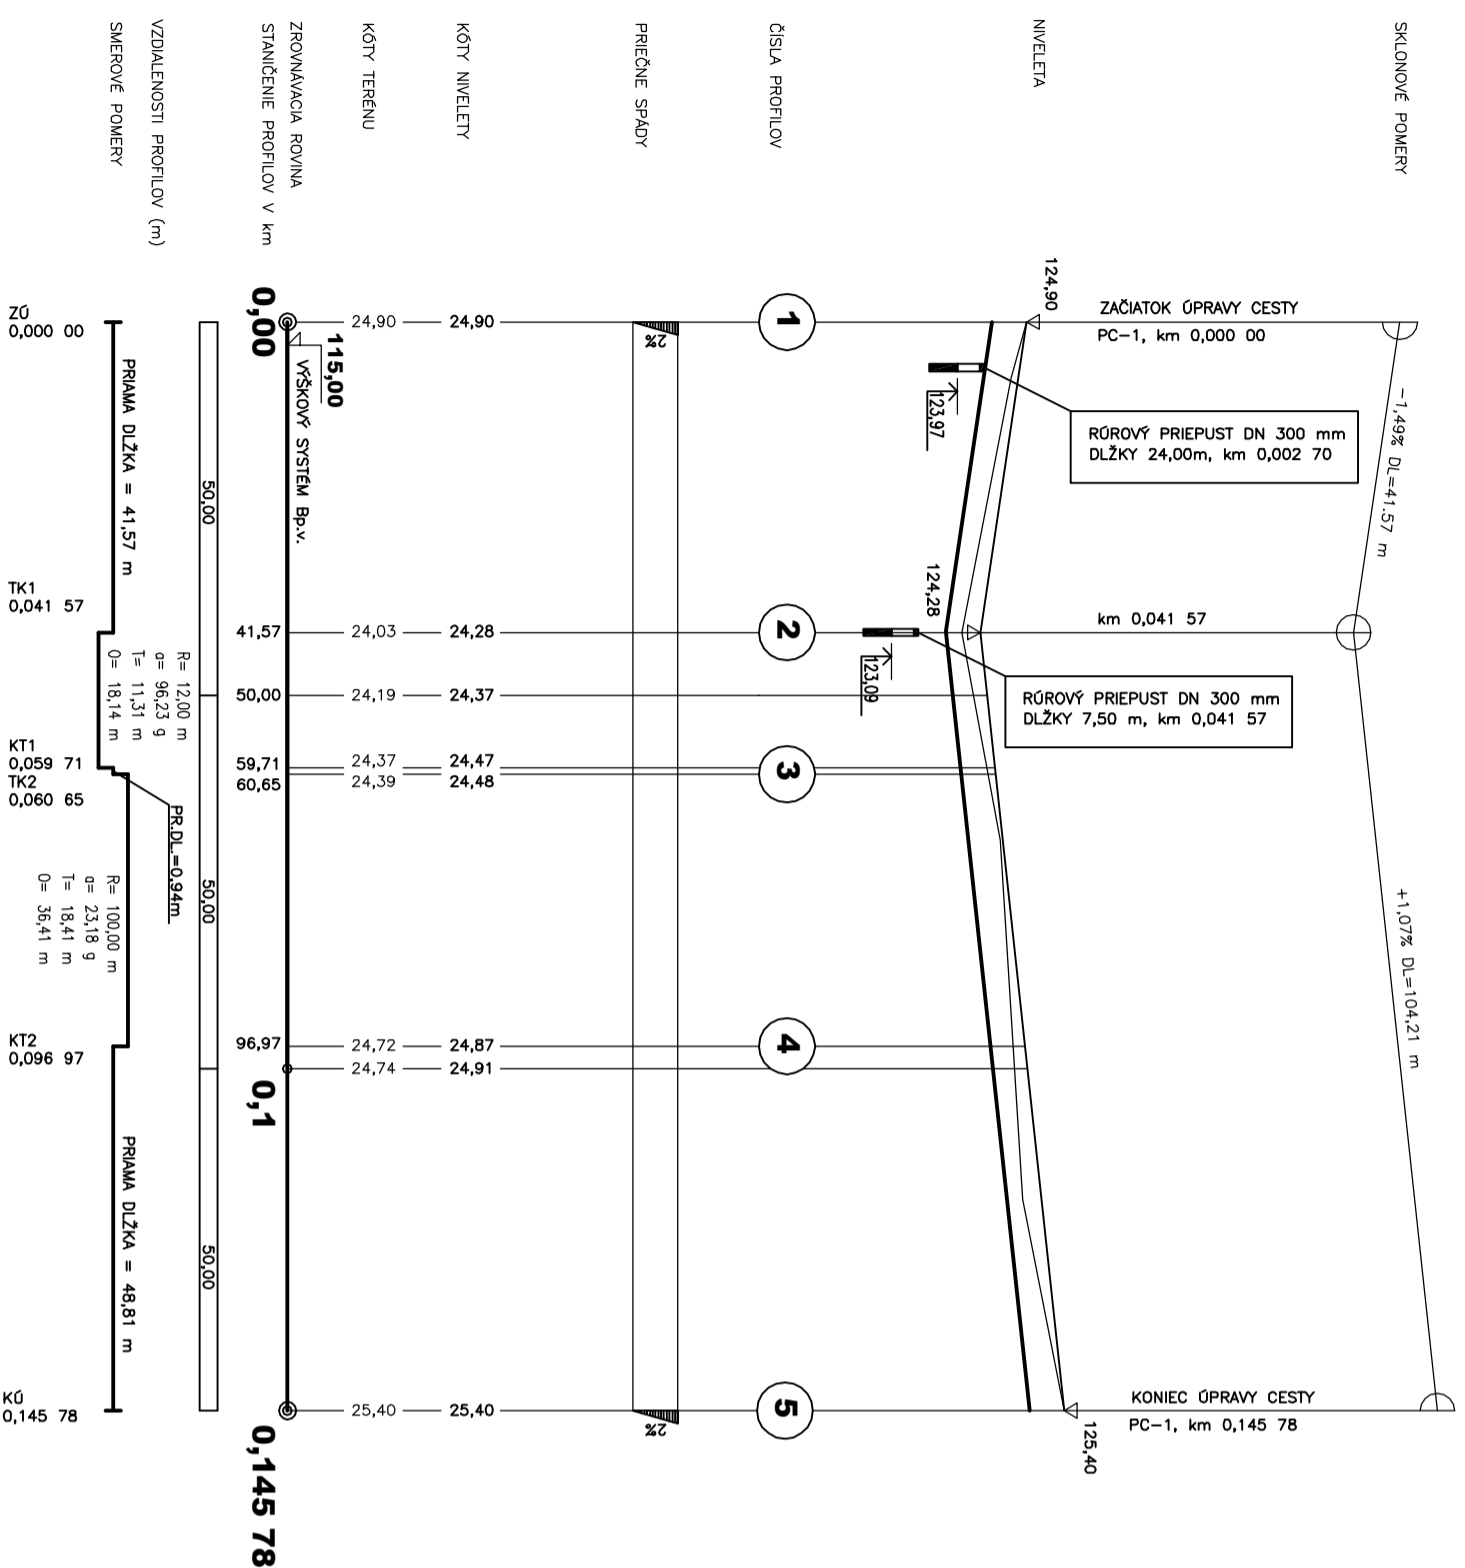 SKLONOVÉ POMERY
-1,49% DL=41.57 m
+1,07% DL=104,21 m
NIVELETA
124,90
ZAČIATOK ÚPRAVY CESTY
PC-1, km 0,000 00
RÚROVÝ PRIEPUST DN 300 mm
DLŽKY 24,00m, km 0,002 70
123,97
124,28
km 0,041 57
RÚROVÝ PRIEPUST DN 300 mm
DLŽKY 7,50 m, km 0,041 57
123,09
KONIEC ÚPRAVY CESTY
PC-1, km 0,145 78
125,40
ČÍSLA PROFILOV
1
2
3
4
5
PRIEČNE SPÁDY
2%
2%
KÓTY NIVELETY
24,90
24,28
24,37
24,47
24,48
24,87
24,91
25,40
KÓTY TERÉNU
24,90
24,03
24,19
24,37
24,39
24,72
24,74
25,40
115,00
VÝŠKOVÝ SYSTÉM Bp.v.
ZROVNÁVACIA ROVINA
STANIČENIE PROFILOV V km
0,00
41,57
50,00
59,71
60,65
96,97
0,1
0,145 78
VZDIALENOSTI PROFILOV (m)
50,00
50,00
50,00
SMEROVÉ POMERY
PRIAMA DLŽKA = 41,57 m
R= 12,00 m
α= 96,23 g
T= 11,31 m
O= 18,14 m
PR.DL.=0,94m
R= 100,00 m
α= 23,18 g
T= 18,41 m
O= 36,41 m
PRIAMA DLŽKA = 48,81 m
ZÚ
0,000 00
TK1
0,041 57
KT1
0,059 71
TK2
0,060 65
KT2
0,096 97
KÚ
0,145 78